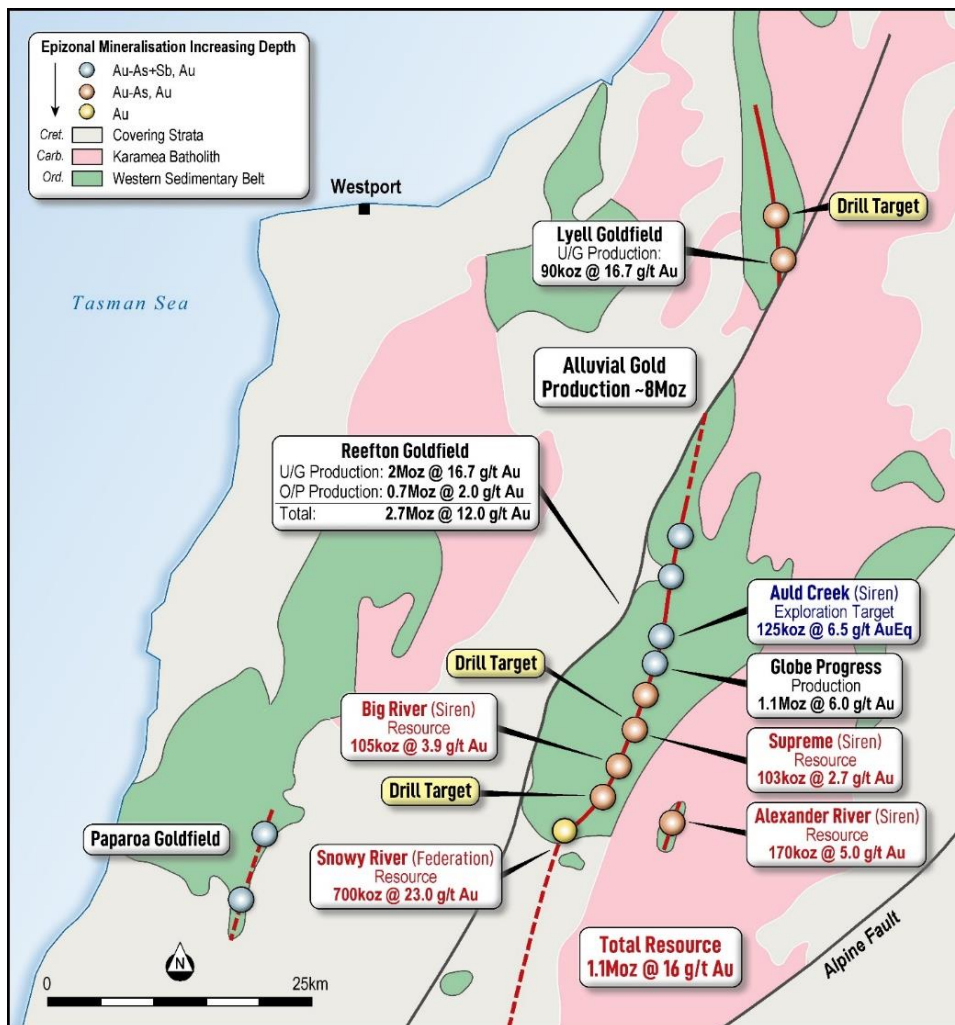 Epizonal Mineralisation Increasing Depth
Au-As+Sb, Au
Au-As, Au
Au
Cret. Covering Strata
Carb. Karamea Batholith
Ord. Western Sedimentary Belt
Westport
Tasman Sea
Drill Target
Lyell Goldfield
U/G Production:
90koz @ 16.7 g/t Au
Alluvial Gold
Production ~8Moz
Reefton Goldfield
U/G Production: 2Moz @ 16.7 g/t Au
O/P Production: 0.7Moz @ 2.0 g/t Au
Total: 2.7Moz @ 12.0 g/t Au
Auld Creek (Siren)
Exploration Target
125koz @ 6.5 g/t AuEq
Drill Target
Globe Progress
Production
1.1Moz @ 6.0 g/t Au
Big River (Siren)
Resource
105koz @ 3.9 g/t Au
Supreme (Siren)
Resource
103koz @ 2.7 g/t Au
Drill Target
Alexander River (Siren)
Resource
170koz @ 5.0 g/t Au
Paparoa Goldfield
Snowy River (Federation)
Resource
700koz @ 23.0 g/t Au
Total Resource
1.1Moz @ 16 g/t Au
Alpine Fault
N
0 25km